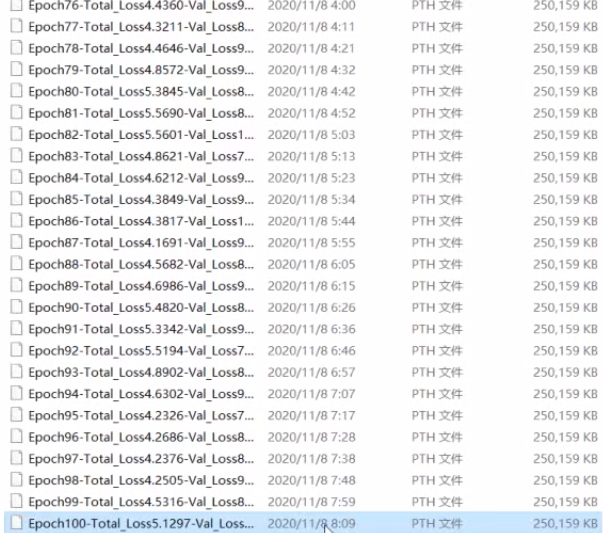 Epoch76-Total_Loss4.4360-Val_Loss9... 2020/11/8 4:00 PTH 文件 250,159 KB
Epoch77-Total_Loss4.3211-Val_Loss8... 2020/11/8 4:11 PTH 文件 250,159 KB
Epoch78-Total_Loss4.4646-Val_Loss9... 2020/11/8 4:21 PTH 文件 250,159 KB
Epoch79-Total_Loss4.8572-Val_Loss9... 2020/11/8 4:32 PTH 文件 250,159 KB
Epoch80-Total_Loss5.3845-Val_Loss8... 2020/11/8 4:42 PTH 文件 250,159 KB
Epoch81-Total_Loss5.5690-Val_Loss8... 2020/11/8 4:52 PTH 文件 250,159 KB
Epoch82-Total_Loss5.5601-Val_Loss1... 2020/11/8 5:03 PTH 文件 250,159 KB
Epoch83-Total_Loss4.8621-Val_Loss7... 2020/11/8 5:13 PTH 文件 250,159 KB
Epoch84-Total_Loss4.6212-Val_Loss9... 2020/11/8 5:23 PTH 文件 250,159 KB
Epoch85-Total_Loss4.3849-Val_Loss9... 2020/11/8 5:34 PTH 文件 250,159 KB
Epoch86-Total_Loss4.3817-Val_Loss1... 2020/11/8 5:44 PTH 文件 250,159 KB
Epoch87-Total_Loss4.1691-Val_Loss9... 2020/11/8 5:55 PTH 文件 250,159 KB
Epoch88-Total_Loss4.5682-Val_Loss8... 2020/11/8 6:05 PTH 文件 250,159 KB
Epoch89-Total_Loss4.6986-Val_Loss9... 2020/11/8 6:15 PTH 文件 250,159 KB
Epoch90-Total_Loss5.4820-Val_Loss8... 2020/11/8 6:26 PTH 文件 250,159 KB
Epoch91-Total_Loss5.3342-Val_Loss9... 2020/11/8 6:36 PTH 文件 250,159 KB
Epoch92-Total_Loss5.5194-Val_Loss7... 2020/11/8 6:46 PTH 文件 250,159 KB
Epoch93-Total_Loss4.8902-Val_Loss8... 2020/11/8 6:57 PTH 文件 250,159 KB
Epoch94-Total_Loss4.6302-Val_Loss9... 2020/11/8 7:07 PTH 文件 250,159 KB
Epoch95-Total_Loss4.2326-Val_Loss7... 2020/11/8 7:17 PTH 文件 250,159 KB
Epoch96-Total_Loss4.2686-Val_Loss8... 2020/11/8 7:28 PTH 文件 250,159 KB
Epoch97-Total_Loss4.2376-Val_Loss8... 2020/11/8 7:38 PTH 文件 250,159 KB
Epoch98-Total_Loss4.2505-Val_Loss9... 2020/11/8 7:48 PTH 文件 250,159 KB
Epoch99-Total_Loss4.5316-Val_Loss8... 2020/11/8 7:59 PTH 文件 250,159 KB
Epoch100-Total_Loss5.1297-Val_Loss... 2020/11/8 8:09 PTH 文件 250,159 KB